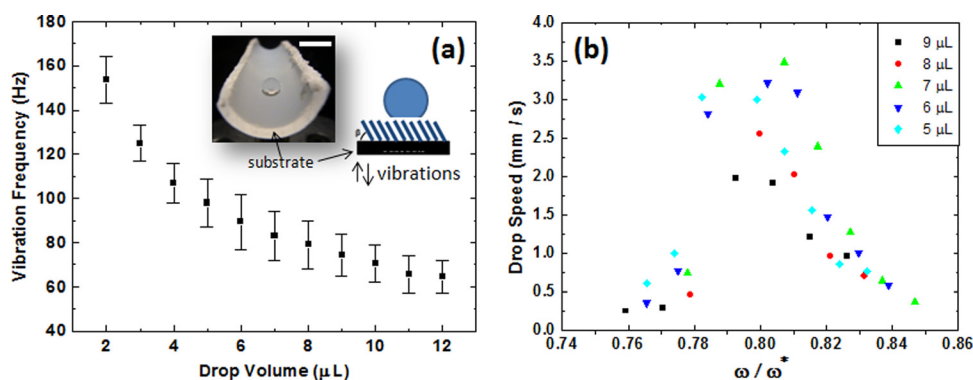 (a)
Vibration Frequency (Hz)
180
160
140
120
100
80
60
40
2 4 6 8 10 12
Drop Volume (µL)
substrate
vibrations
(b)
Drop Speed (mm / s)
4.0
3.5
3.0
2.5
2.0
1.5
1.0
0.5
0.0
0.74 0.76 0.78 0.80 0.82 0.84 0.86
ω / ω*
9 µL
8 µL
7 µL
6 µL
5 µL